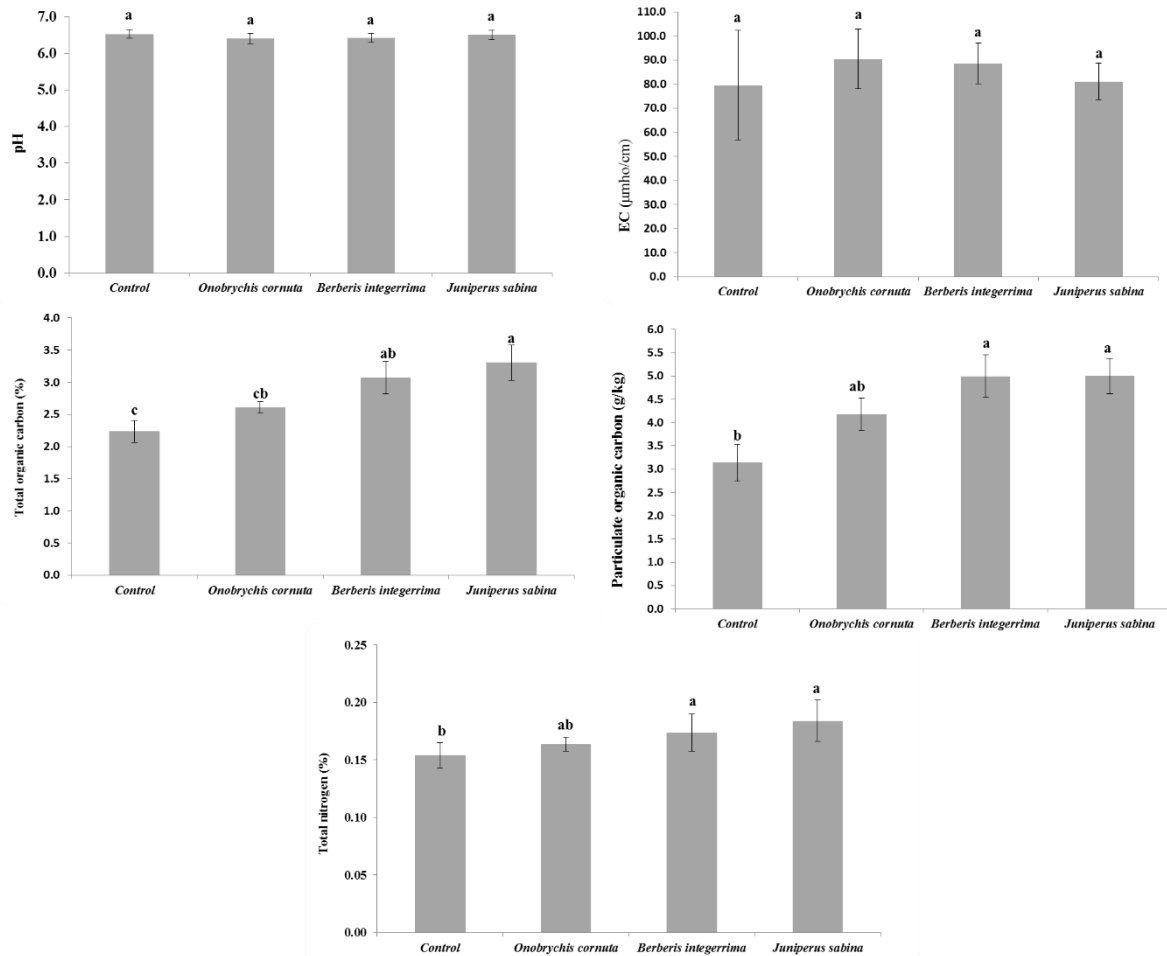 7.0
6.0
5.0
4.0
3.0
2.0
1.0
0.0
pH
a
a
a
a
Control
Onobrychis cornuta
Berberis integerrima
Juniperus sabina
110.0
100.0
90.0
80.0
70.0
60.0
50.0
40.0
30.0
20.0
10.0
0.0
EC (µmho/cm)
a
a
a
a
Control
Onobrychis cornuta
Berberis integerrima
Juniperus sabina
4.0
3.5
3.0
2.5
2.0
1.5
1.0
0.5
0.0
Total organic carbon (%)
c
cb
ab
a
Control
Onobrychis cornuta
Berberis integerrima
Juniperus sabina
6.0
5.5
5.0
4.5
4.0
3.5
3.0
2.5
2.0
1.5
1.0
0.5
0.0
Particulate organic carbon (g/kg)
b
ab
a
a
Control
Onobrychis cornuta
Berberis integerrima
Juniperus sabina
0.25
0.20
0.15
0.10
0.05
0.00
Total nitrogen (%)
b
ab
a
a
Control
Onobrychis cornuta
Berberis integerrima
Juniperus sabina